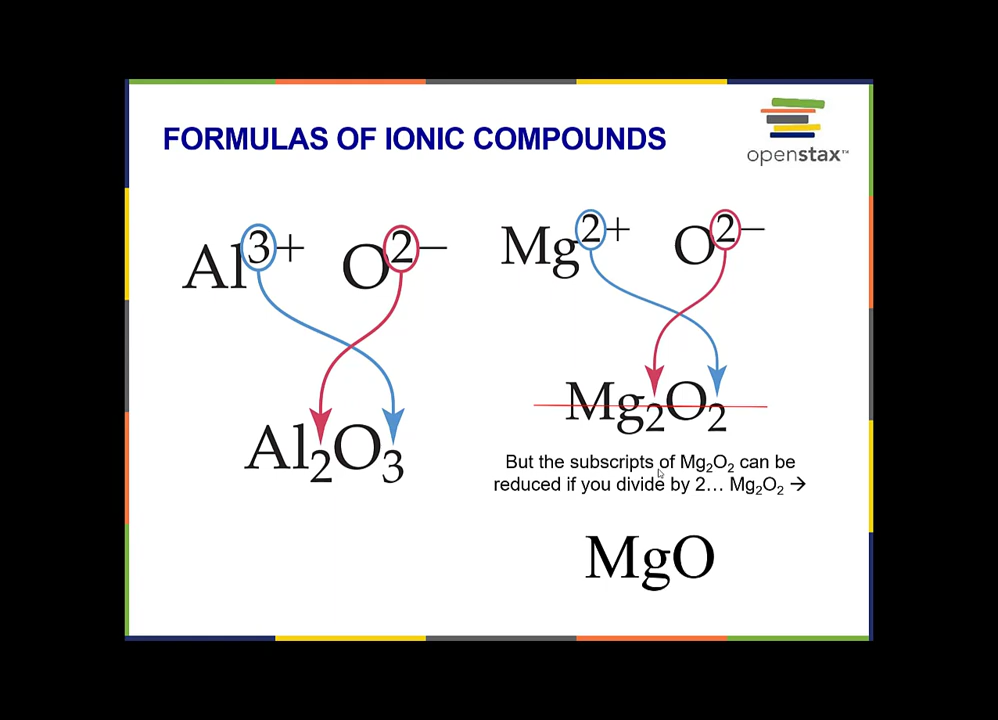 FORMULAS OF IONIC COMPOUNDS
openstax™
Al³⁺ O²⁻
Al₂O₃
Mg²⁺ O²⁻
Mg₂O₂
But the subscripts of Mg₂O₂ can be
reduced if you divide by 2… Mg₂O₂ →
MgO